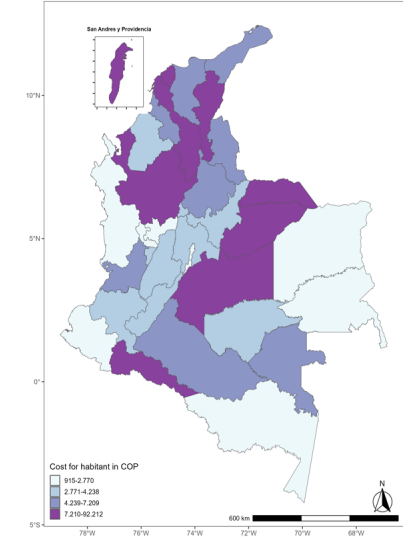 San Andres y Providencia
10°N
5°N
0°
5°S
Cost for habitant in COP
915-2.770
2.771-4.238
4.239-7.209
7.210-92.212
N
600 km
78°W 76°W 74°W 72°W 70°W 68°W